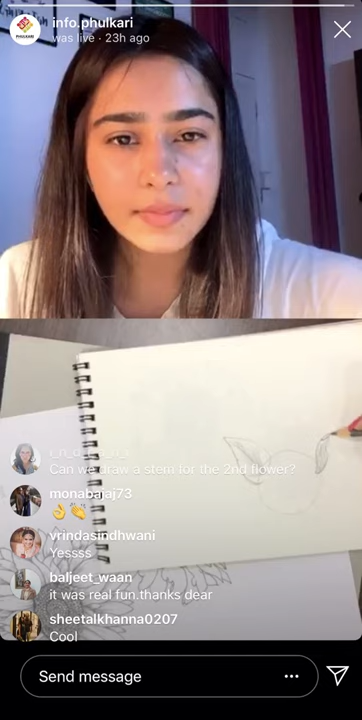 info.phulkari
was live · 23h ago
PHULKARI
Can we draw a stem for the 2nd flower?
monabajaj73
👌👏
vrindasindhwani
Yessss
baljeet_waan
it was real fun.thanks dear
sheetalkhanna0207
Cool
Send message